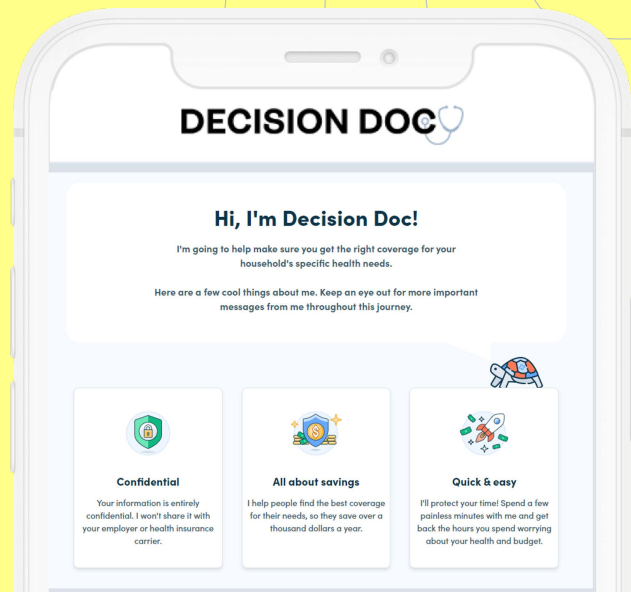 DECISION DOC
Hi, I'm Decision Doc!
I'm going to help make sure you get the right coverage for your
household's specific health needs.
Here are a few cool things about me. Keep an eye out for more important
messages from me throughout this journey.
Confidential
Your information is entirely
confidential. I won't share it with
your employer or health insurance
carrier.
All about savings
I help people find the best coverage
for their needs, so they save over a
thousand dollars a year.
Quick & easy
I'll protect your time! Spend a few
painless minutes with me and get
back the hours you spend worrying
about your health and budget.